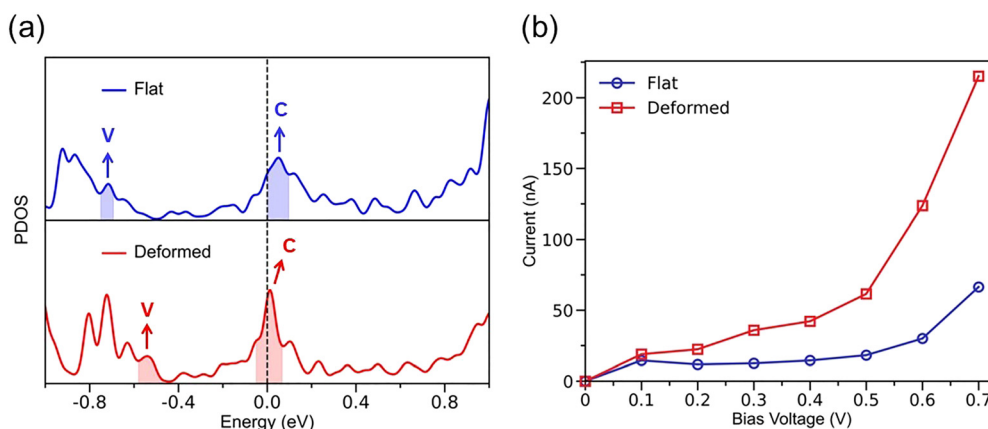 (a)
Flat
V
C
Deformed
V
C
PDOS
-0.8 -0.4 0.0 0.4 0.8
Energy (eV)
(b)
Flat
Deformed
200
150
100
50
0
Current (nA)
0 0.1 0.2 0.3 0.4 0.5 0.6 0.7
Bias Voltage (V)